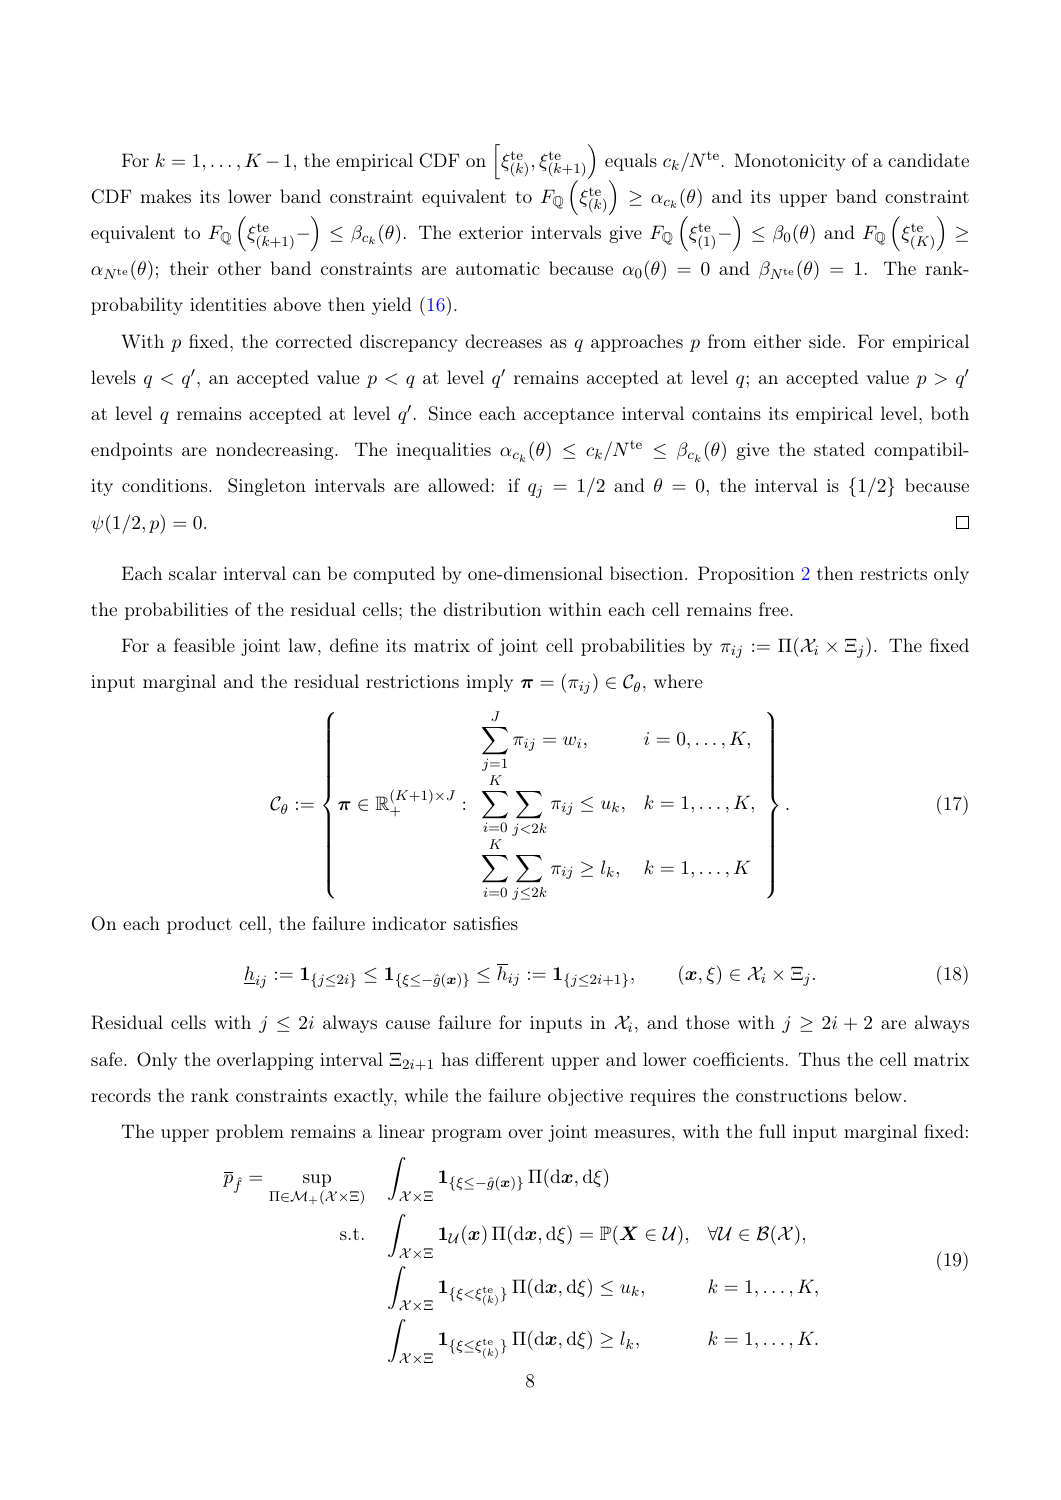 For k = 1, . . . , K − 1, the empirical CDF on [ξ^te_(k), ξ^te_(k+1)) equals c_k/N^te. Monotonicity of a candidate
CDF makes its lower band constraint equivalent to F_ℚ(ξ^te_(k)) ≥ α_{c_k}(θ) and its upper band constraint
equivalent to F_ℚ(ξ^te_(k+1)−) ≤ β_{c_k}(θ). The exterior intervals give F_ℚ(ξ^te_(1)−) ≤ β_0(θ) and F_ℚ(ξ^te_(K)) ≥
α_{N^te}(θ); their other band constraints are automatic because α_0(θ) = 0 and β_{N^te}(θ) = 1. The rank-
probability identities above then yield (16).
With p fixed, the corrected discrepancy decreases as q approaches p from either side. For empirical
levels q < q′, an accepted value p < q at level q′ remains accepted at level q; an accepted value p > q′
at level q remains accepted at level q′. Since each acceptance interval contains its empirical level, both
endpoints are nondecreasing. The inequalities α_{c_k}(θ) ≤ c_k/N^te ≤ β_{c_k}(θ) give the stated compatibil-
ity conditions. Singleton intervals are allowed: if q_j = 1/2 and θ = 0, the interval is {1/2} because
ψ(1/2, p) = 0. □
Each scalar interval can be computed by one-dimensional bisection. Proposition 2 then restricts only
the probabilities of the residual cells; the distribution within each cell remains free.
For a feasible joint law, define its matrix of joint cell probabilities by π_ij := Π(𝒳_i × Ξ_j). The fixed
input marginal and the residual restrictions imply π = (π_ij) ∈ 𝒞_θ, where
𝒞_θ := { π ∈ ℝ_+^{(K+1)×J} : ∑_{j=1}^{J} π_ij = w_i, i = 0, . . . , K,
∑_{i=0}^{K} ∑_{j<2k} π_ij ≤ u_k, k = 1, . . . , K,
∑_{i=0}^{K} ∑_{j≤2k} π_ij ≥ l_k, k = 1, . . . , K } . (17)
On each product cell, the failure indicator satisfies
h̲_ij := 1_{j≤2i} ≤ 1_{ξ≤−ĝ(x)} ≤ h̅_ij := 1_{j≤2i+1}, (x, ξ) ∈ 𝒳_i × Ξ_j. (18)
Residual cells with j ≤ 2i always cause failure for inputs in 𝒳_i, and those with j ≥ 2i + 2 are always
safe. Only the overlapping interval Ξ_{2i+1} has different upper and lower coefficients. Thus the cell matrix
records the rank constraints exactly, while the failure objective requires the constructions below.
The upper problem remains a linear program over joint measures, with the full input marginal fixed:
p̅_f̂ = sup_{Π∈ℳ_+(𝒳×Ξ)} ∫_{𝒳×Ξ} 1_{ξ≤−ĝ(x)} Π(dx, dξ)
s.t. ∫_{𝒳×Ξ} 1_𝒰(x) Π(dx, dξ) = ℙ(X ∈ 𝒰), ∀𝒰 ∈ ℬ(𝒳),
∫_{𝒳×Ξ} 1_{ξ<ξ^te_(k)} Π(dx, dξ) ≤ u_k, k = 1, . . . , K, (19)
∫_{𝒳×Ξ} 1_{ξ≤ξ^te_(k)} Π(dx, dξ) ≥ l_k, k = 1, . . . , K.
8